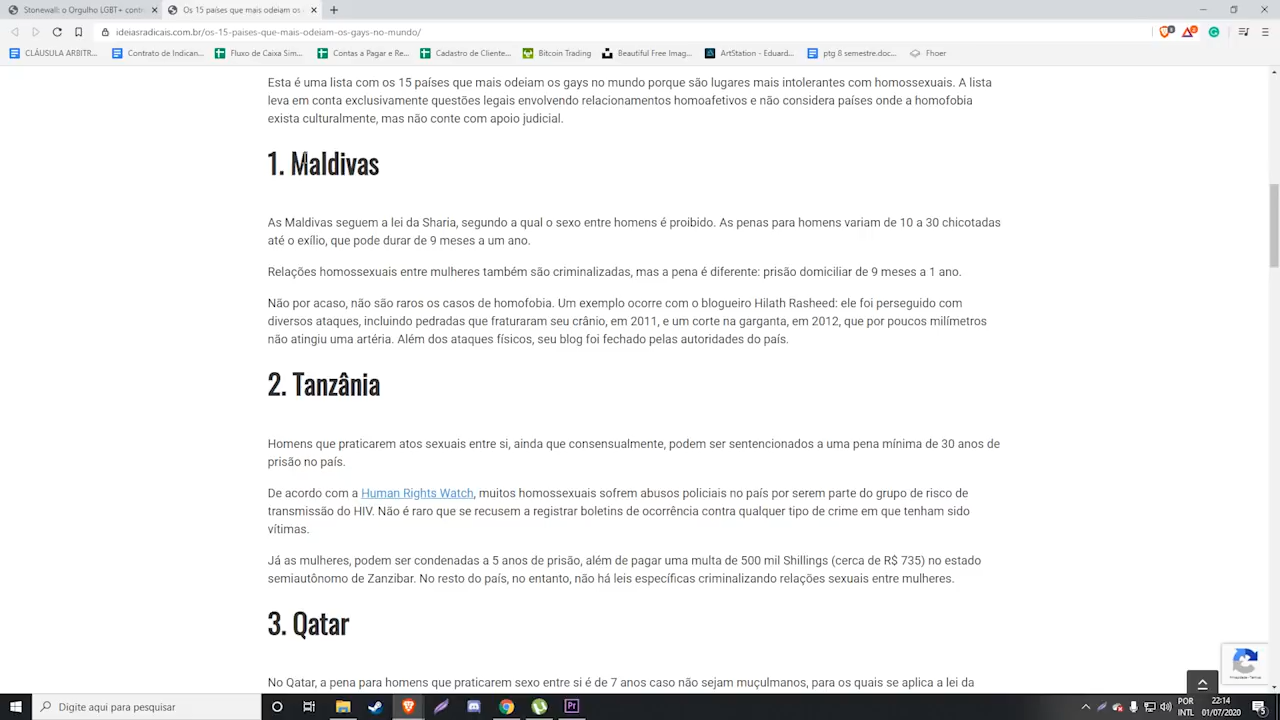 Stonewall: o Orgulho LGBT+ contr
Os 15 países que mais odeiam os
ideiasradicais.com.br/os-15-paises-que-mais-odeiam-os-gays-no-mundo/
CLÁUSULA ARBITR...
Contrato de Indican...
Fluxo de Caixa Sim...
Contas a Pagar e Re...
Cadastro de Cliente...
Bitcoin Trading
Beautiful Free Imag...
ArtStation - Eduard...
ptg 8 semestre.doc...
Fhoer
Esta é uma lista com os 15 países que mais odeiam os gays no mundo porque são lugares mais intolerantes com homossexuais. A lista
leva em conta exclusivamente questões legais envolvendo relacionamentos homoafetivos e não considera países onde a homofobia
exista culturalmente, mas não conte com apoio judicial.
1. Maldivas
As Maldivas seguem a lei da Sharia, segundo a qual o sexo entre homens é proibido. As penas para homens variam de 10 a 30 chicotadas
até o exílio, que pode durar de 9 meses a um ano.
Relações homossexuais entre mulheres também são criminalizadas, mas a pena é diferente: prisão domiciliar de 9 meses a 1 ano.
Não por acaso, não são raros os casos de homofobia. Um exemplo ocorre com o blogueiro Hilath Rasheed: ele foi perseguido com
diversos ataques, incluindo pedradas que fraturaram seu crânio, em 2011, e um corte na garganta, em 2012, que por poucos milímetros
não atingiu uma artéria. Além dos ataques físicos, seu blog foi fechado pelas autoridades do país.
2. Tanzânia
Homens que praticarem atos sexuais entre si, ainda que consensualmente, podem ser sentencionados a uma pena mínima de 30 anos de
prisão no país.
De acordo com a Human Rights Watch, muitos homossexuais sofrem abusos policiais no país por serem parte do grupo de risco de
transmissão do HIV. Não é raro que se recusem a registrar boletins de ocorrência contra qualquer tipo de crime em que tenham sido
vítimas.
Já as mulheres, podem ser condenadas a 5 anos de prisão, além de pagar uma multa de 500 mil Shillings (cerca de R$ 735) no estado
semiautônomo de Zanzibar. No resto do país, no entanto, não há leis específicas criminalizando relações sexuais entre mulheres.
3. Qatar
No Qatar, a pena para homens que praticarem sexo entre si é de 7 anos caso não sejam muçulmanos, para os quais se aplica a lei da
Digite aqui para pesquisar
Pr
POR
INTL
22:14
01/07/2020